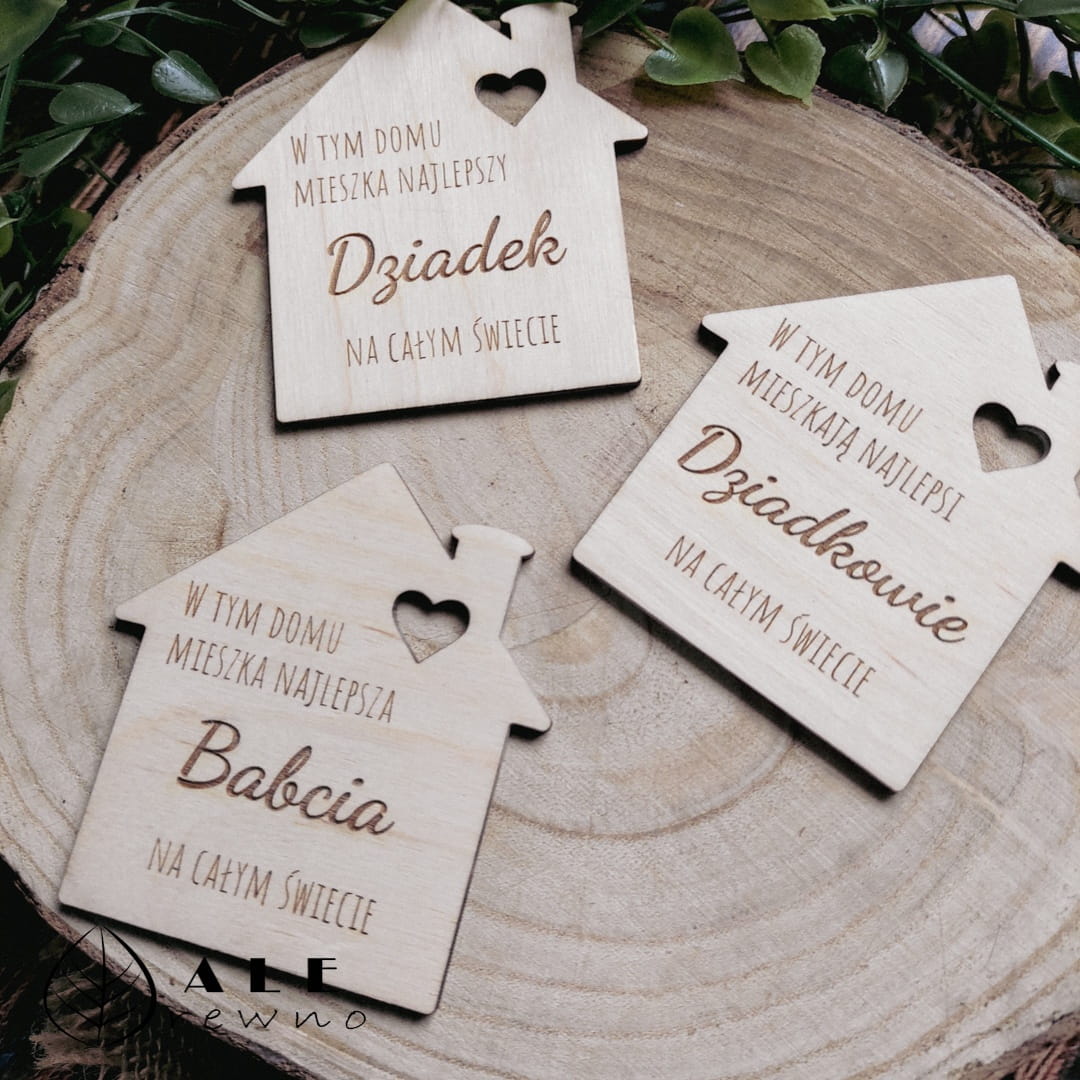 W TYM DOMU
MIESZKA NAJLEPSZY
Dziadek
NA CAŁYM ŚWIECIE
W TYM DOMU
MIESZKAJĄ NAJLEPSI
Dziadkowie
NA CAŁYM ŚWIECIE
W TYM DOMU
MIESZKA NAJLEPSZA
Babcia
NA CAŁYM ŚWIECIE
ALE
rewno